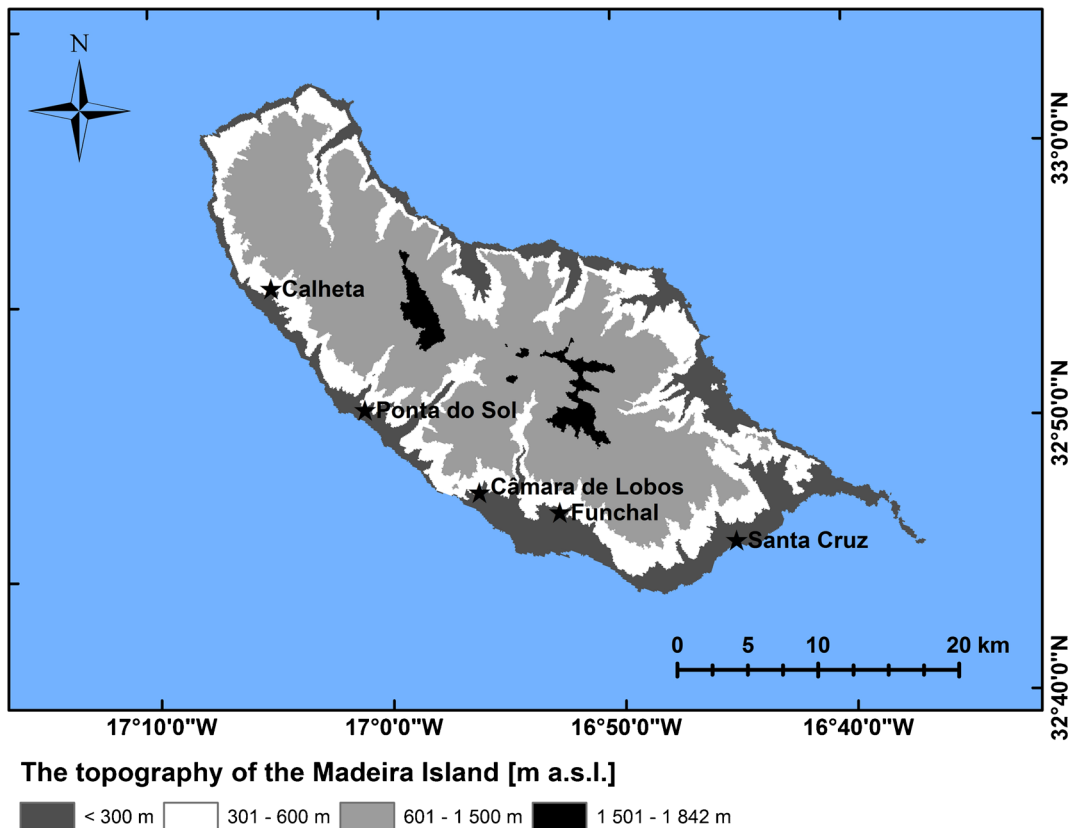 N
33°0'0"N
Calheta
Ponta do Sol
32°50'0"N
Câmara de Lobos
Funchal
Santa Cruz
0 5 10 20 km
32°40'0"N
17°10'0"W 17°0'0"W 16°50'0"W 16°40'0"W
The topography of the Madeira Island [m a.s.l.]
< 300 m 301 - 600 m 601 - 1 500 m 1 501 - 1 842 m